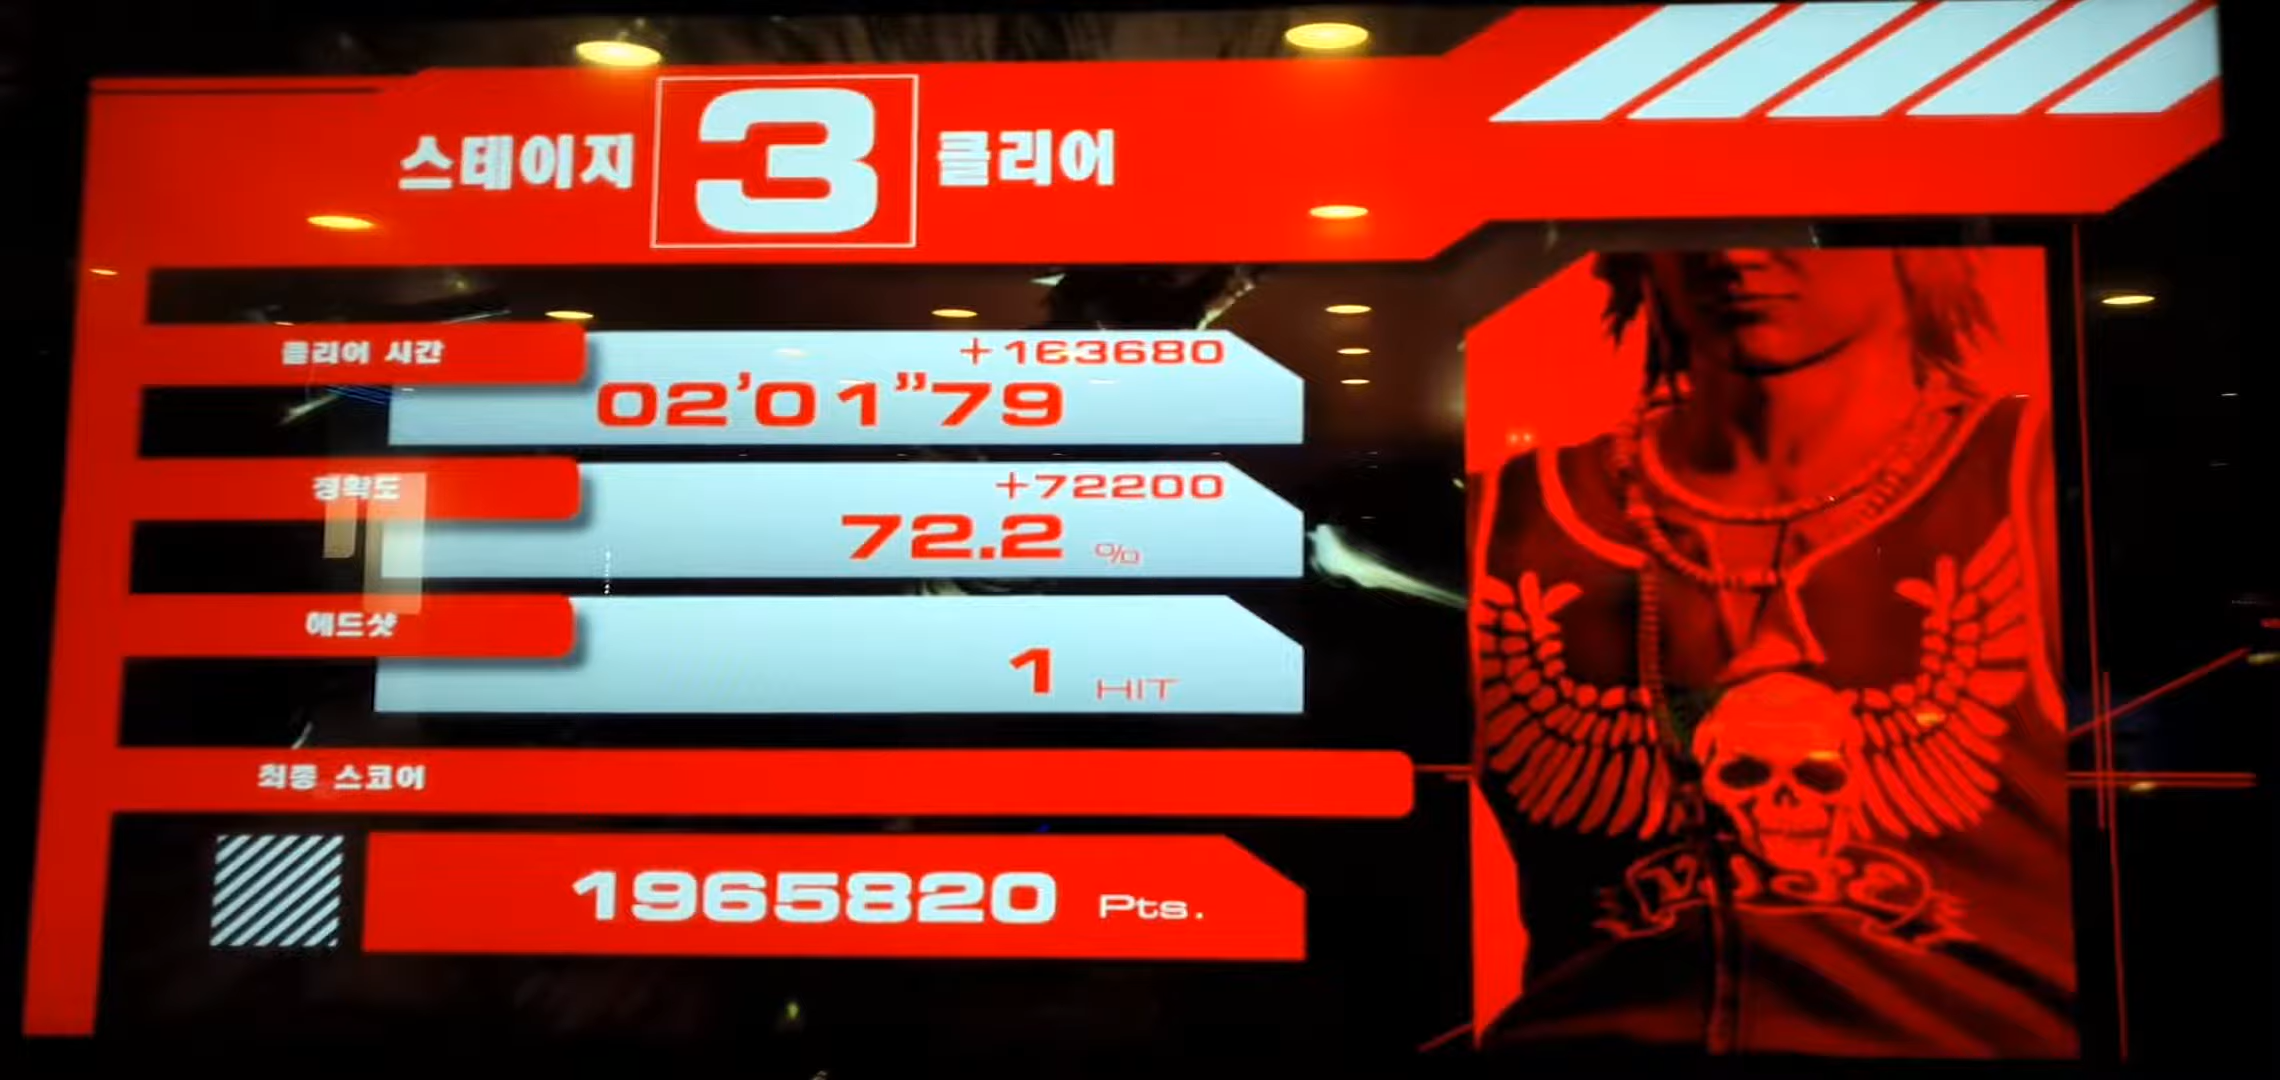 스테이지 3 클리어
클리어 시간
+163680
02'01"79
정확도
+72200
72.2 %
헤드샷
1 HIT
최종 스코어
1965820 Pts.